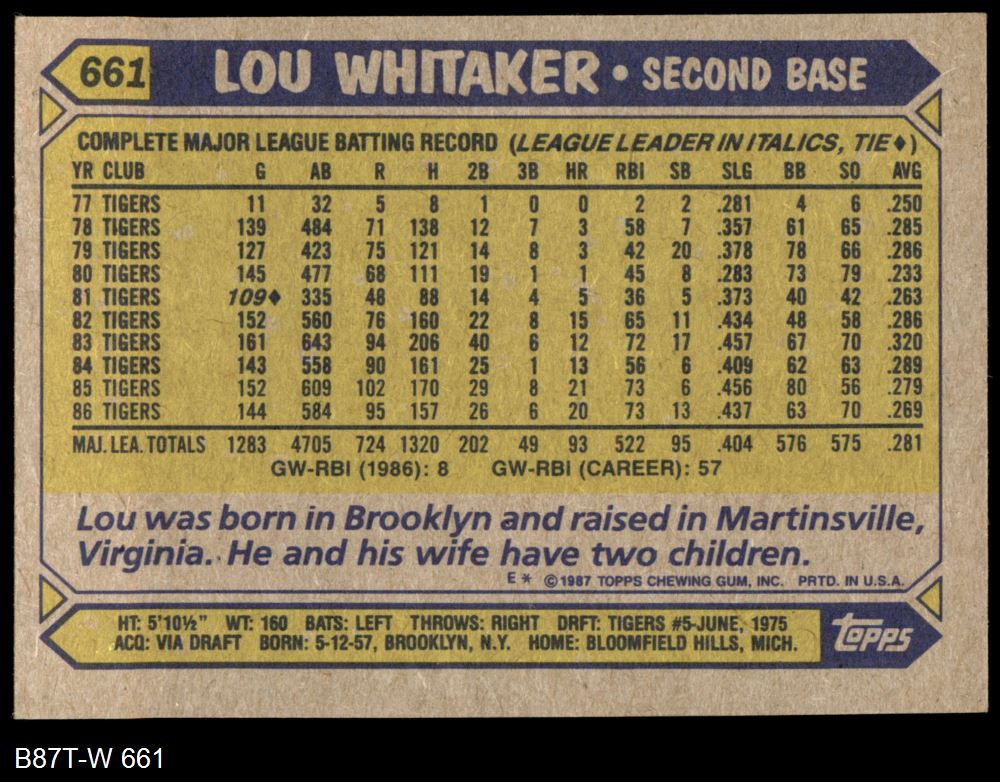 661 LOU WHITAKER • SECOND BASE
COMPLETE MAJOR LEAGUE BATTING RECORD (LEAGUE LEADER IN ITALICS, TIE♦)
YR CLUB G AB R H 2B 3B HR RBI SB SLG BB SO AVG
77 TIGERS 11 32 5 8 1 0 0 2 2 .281 4 6 .250
78 TIGERS 139 484 71 138 12 7 3 58 7 .357 61 65 .285
79 TIGERS 127 423 75 121 14 8 3 42 20 .378 78 66 .286
80 TIGERS 145 477 68 111 19 1 1 45 8 .283 73 79 .233
81 TIGERS 109♦ 335 48 88 14 4 5 36 5 .373 40 42 .263
82 TIGERS 152 560 76 160 22 8 15 65 11 .434 48 58 .286
83 TIGERS 161 643 94 206 40 6 12 72 17 .457 67 70 .320
84 TIGERS 143 558 90 161 25 1 13 56 6 .409 62 63 .289
85 TIGERS 152 609 102 170 29 8 21 73 6 .456 80 56 .279
86 TIGERS 144 584 95 157 26 6 20 73 13 .437 63 70 .269
MAJ. LEA. TOTALS 1283 4705 724 1320 202 49 93 522 95 .404 576 575 .281
GW-RBI (1986): 8 GW-RBI (CAREER): 57
Lou was born in Brooklyn and raised in Martinsville,
Virginia. He and his wife have two children.
E* ©1987 TOPPS CHEWING GUM, INC. PRTD. IN U.S.A.
HT: 5'10½" WT: 160 BATS: LEFT THROWS: RIGHT DRFT: TIGERS #5-JUNE, 1975
ACQ: VIA DRAFT BORN: 5-12-57, BROOKLYN, N.Y. HOME: BLOOMFIELD HILLS, MICH.
topps
B87T-W 661